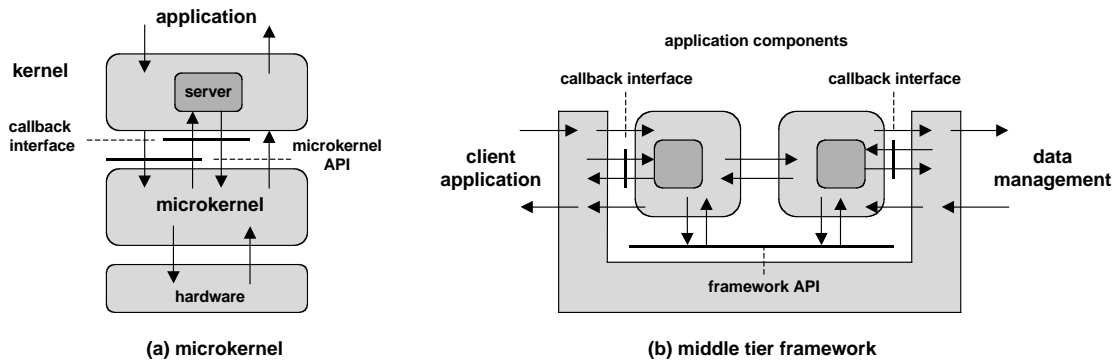 application
kernel
server
callback
interface
microkernel
API
microkernel
hardware
(a) microkernel
application components
callback interface
callback interface
client
application
data
management
framework API
(b) middle tier framework